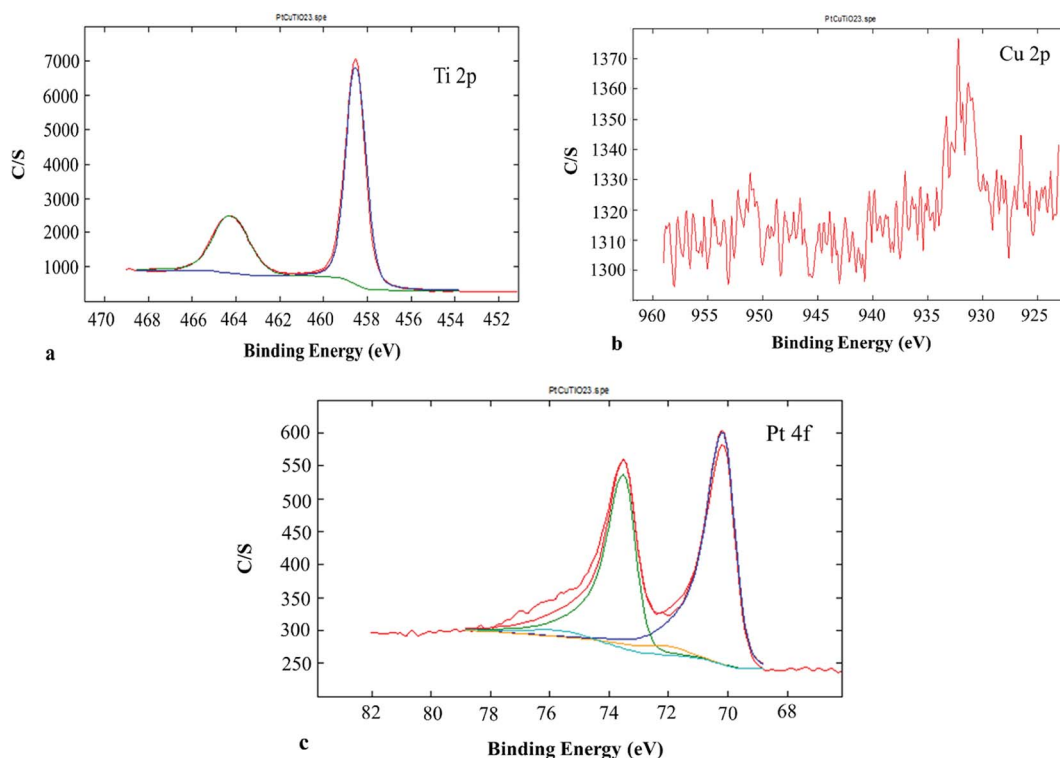 PtCuTiO23.spe
Ti 2p
C/S
7000
6000
5000
4000
3000
2000
1000
470 468 466 464 462 460 458 456 454 452
Binding Energy (eV)
a
PtCuTiO23.spe
Cu 2p
C/S
1370
1360
1350
1340
1330
1320
1310
1300
960 955 950 945 940 935 930 925
Binding Energy (eV)
b
PtCuTiO23.spe
Pt 4f
C/S
600
550
500
450
400
350
300
250
82 80 78 76 74 72 70 68
Binding Energy (eV)
c